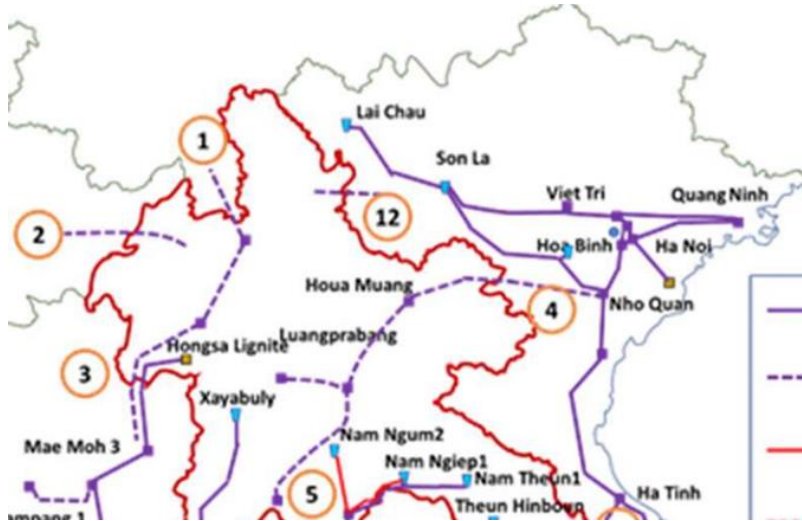 Lai Chau
1
Son La
Viet Tri
Quang Ninh
12
2
Hoa Binh
Ha Noi
Houa Muang
4
Nho Quan
Luangprabang
Hongsa Lignite
3
Xayabuly
Mae Moh 3
Nam Ngum2
Nam Ngiep1
Nam Theun1
5
Ha Tinh
Theun Hinboun
ampang 1